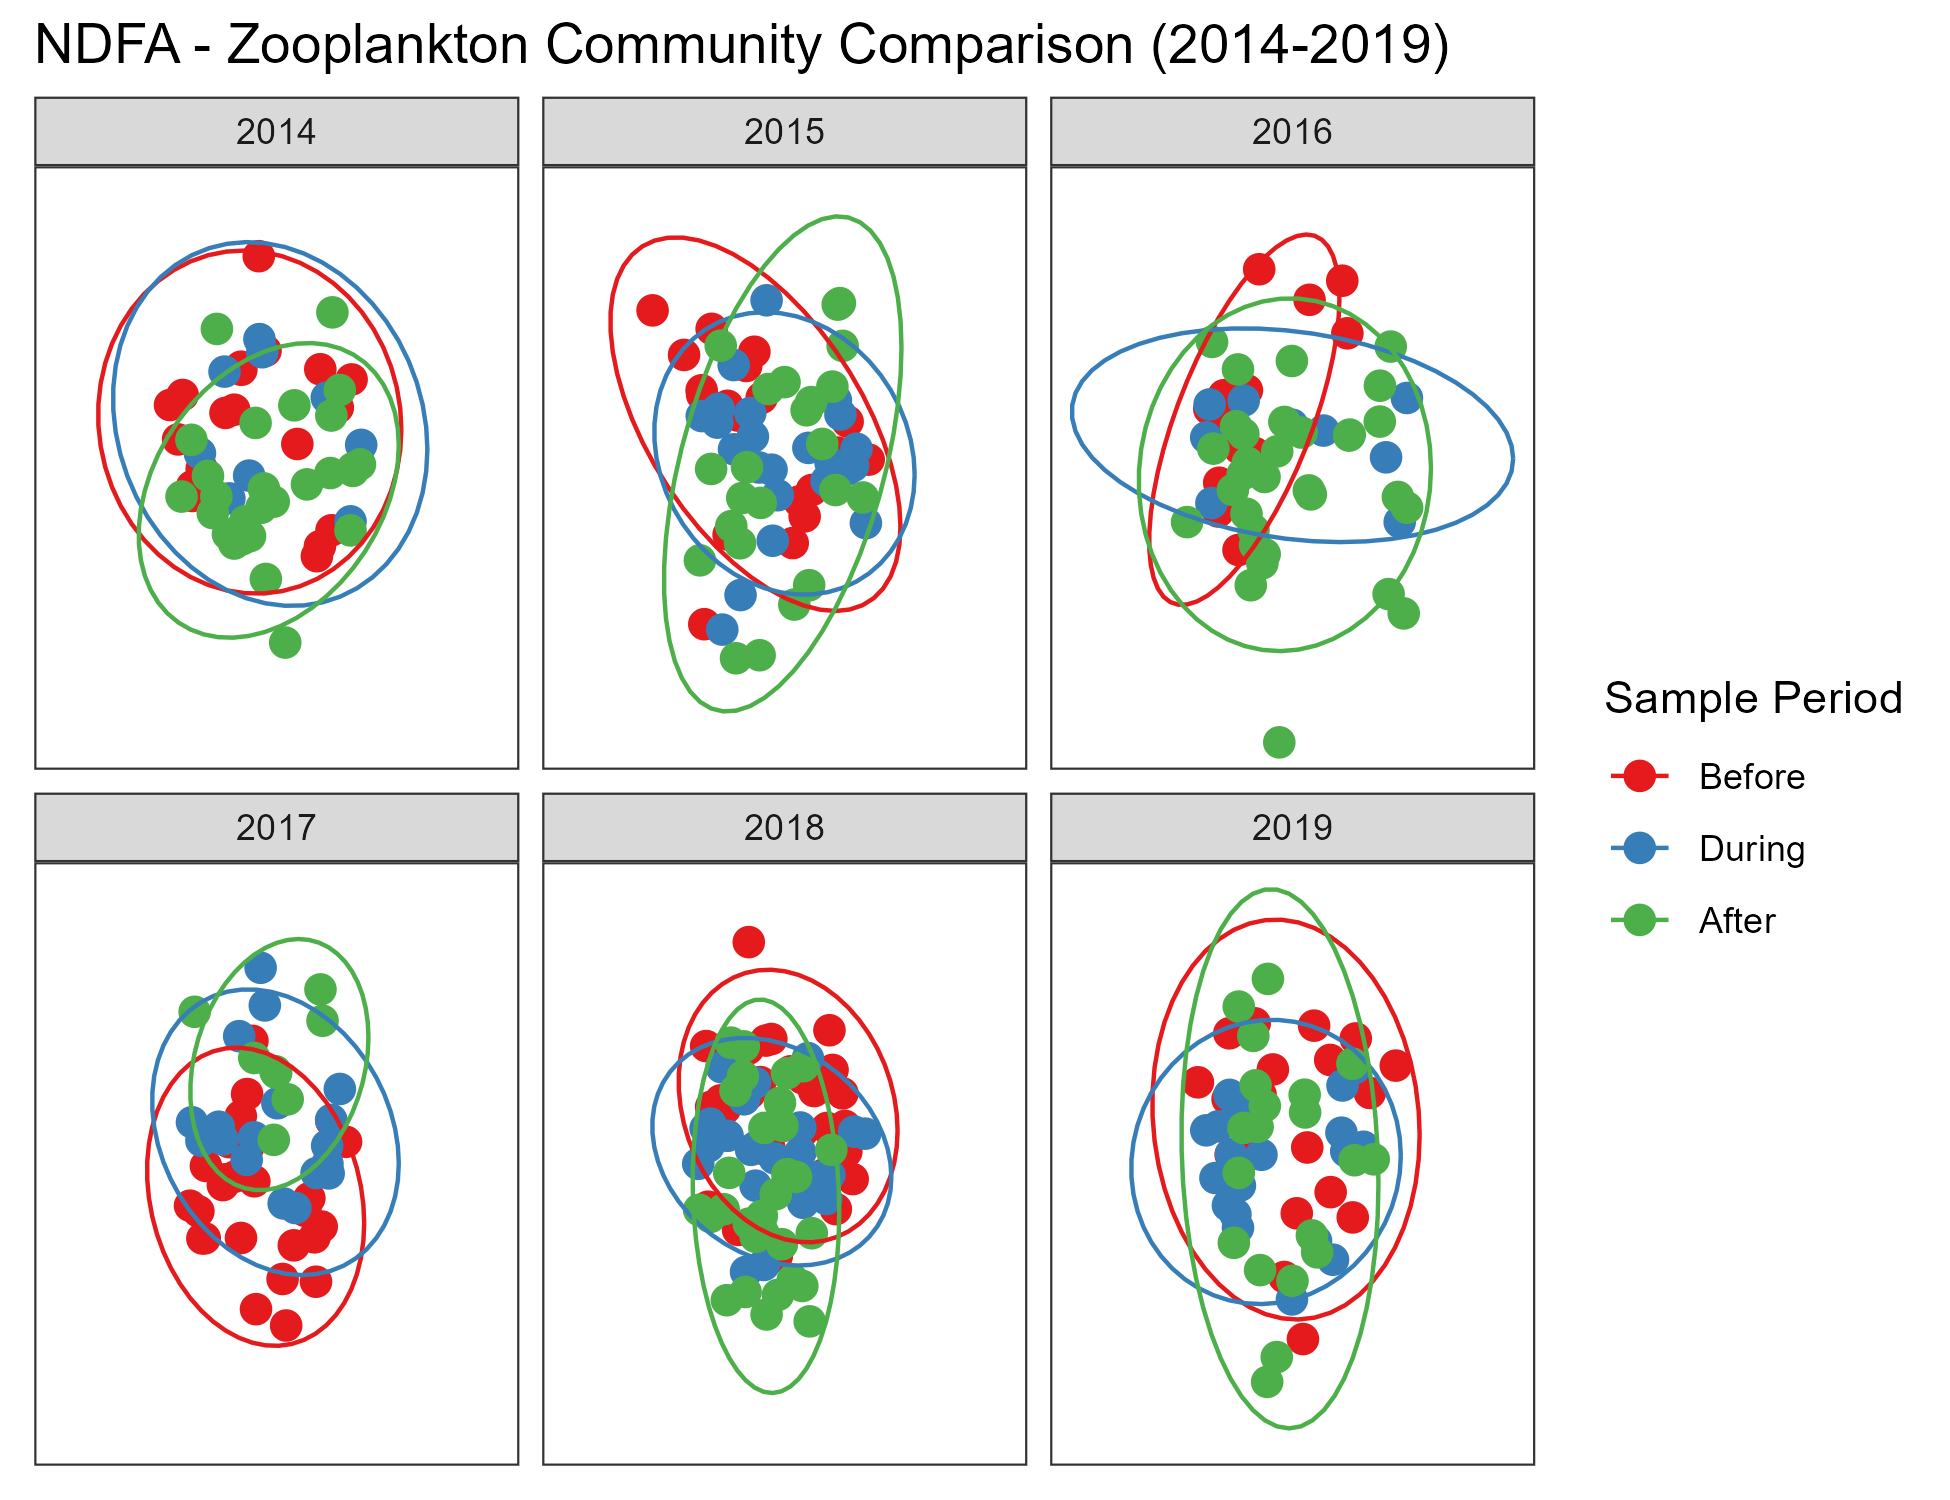 NDFA - Zooplankton Community Comparison (2014-2019)
2014
2015
2016
2017
2018
2019
Sample Period
Before
During
After